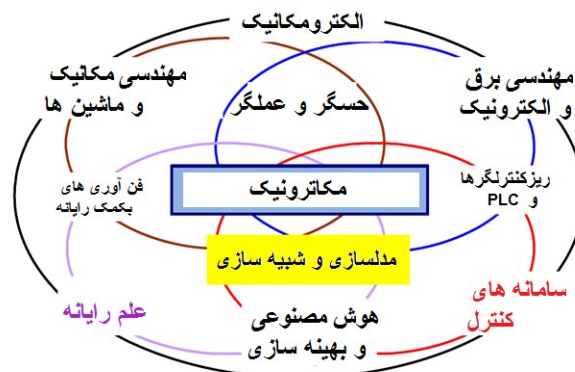 الکترومکانیک
مهندسی برق
و الکترونیک
مهندسی مکانیک
و ماشین ها
حسگر و عملگر
ریزکنترلگرها
و PLC
مکاترونیک
فن آوری های
بکمک رایانه
مدلسازی و شبیه سازی
سامانه های
کنترل
هوش مصنوعی
و بهینه سازی
علم رایانه